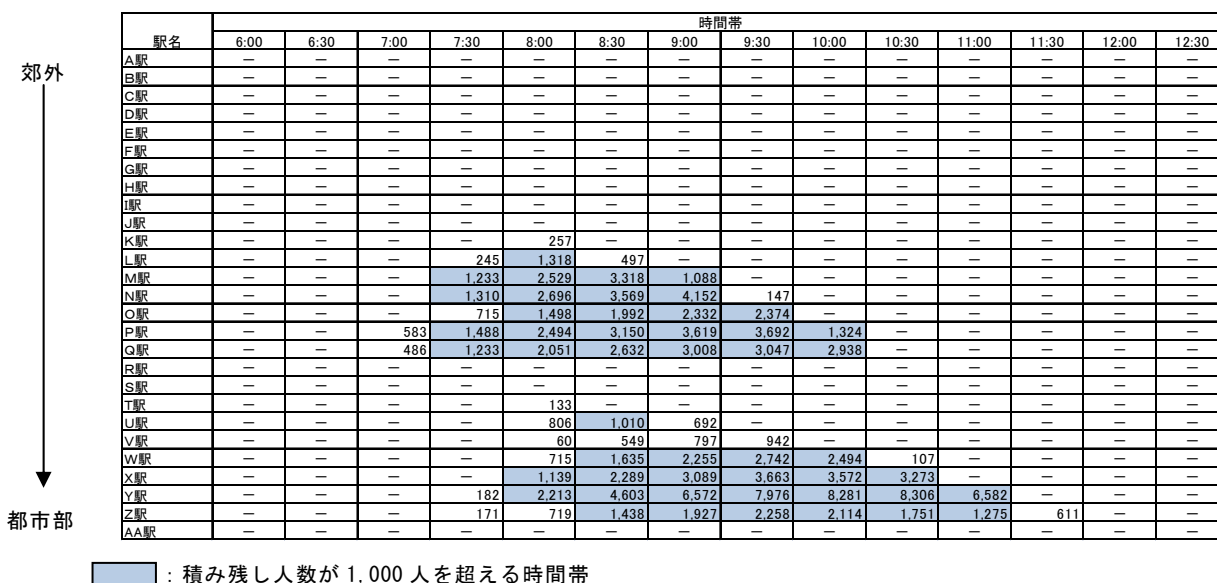 時間帯
駅名 6:00 6:30 7:00 7:30 8:00 8:30 9:00 9:30 10:00 10:30 11:00 11:30 12:00 12:30
A駅 － － － － － － － － － － － － － －
郊外
B駅 － － － － － － － － － － － － － －
C駅 － － － － － － － － － － － － － －
D駅 － － － － － － － － － － － － － －
E駅 － － － － － － － － － － － － － －
F駅 － － － － － － － － － － － － － －
G駅 － － － － － － － － － － － － － －
H駅 － － － － － － － － － － － － － －
I駅 － － － － － － － － － － － － － －
J駅 － － － － － － － － － － － － － －
K駅 － － － － 257 － － － － － － － － －
L駅 － － － 245 1,318 497 － － － － － － － －
M駅 － － － 1,233 2,529 3,318 1,088 － － － － － － －
N駅 － － － 1,310 2,696 3,569 4,152 147 － － － － － －
O駅 － － － 715 1,498 1,992 2,332 2,374 － － － － － －
P駅 － － 583 1,488 2,494 3,150 3,619 3,692 1,324 － － － － －
Q駅 － － 486 1,233 2,051 2,632 3,008 3,047 2,938 － － － － －
R駅 － － － － － － － － － － － － － －
S駅 － － － － － － － － － － － － － －
T駅 － － － － 133 － － － － － － － － －
U駅 － － － － 806 1,010 692 － － － － － － －
V駅 － － － － 60 549 797 942 － － － － － －
W駅 － － － － 715 1,635 2,255 2,742 2,494 107 － － － －
X駅 － － － － 1,139 2,289 3,089 3,663 3,572 3,273 － － － －
Y駅 － － － 182 2,213 4,603 6,572 7,976 8,281 8,306 6,582 － － －
都市部
Z駅 － － － 171 719 1,438 1,927 2,258 2,114 1,751 1,275 611 － －
AA駅 － － － － － － － － － － － － － －
：積み残し人数が 1,000 人を超える時間帯